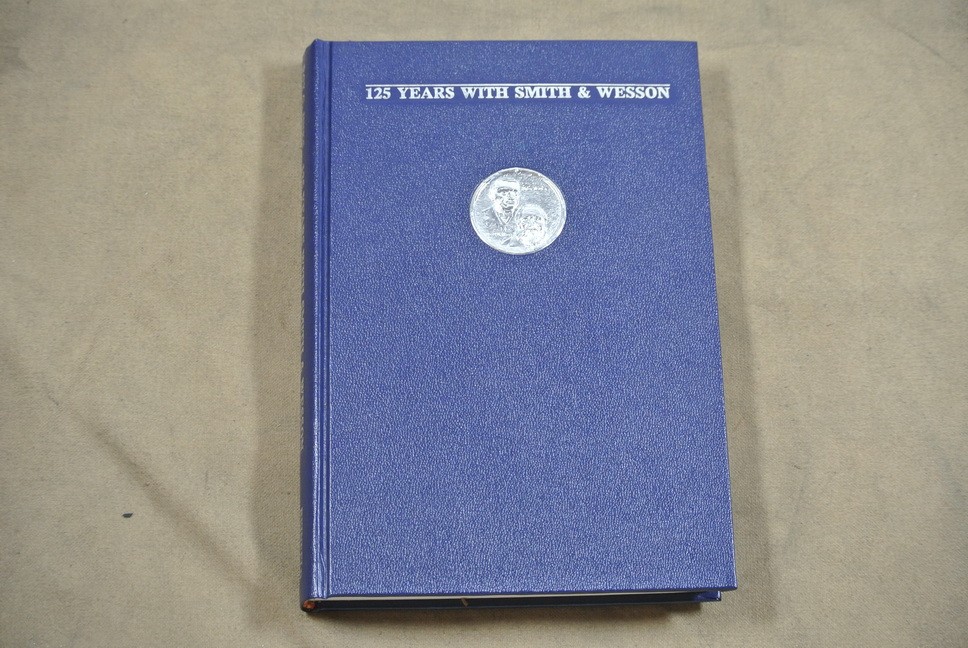 125 YEARS WITH SMITH & WESSON